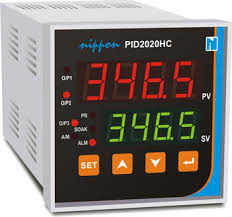 nippon PID2020HC
N
O/P1
O/P2
346.5
PV
O/P3
PR
SOAK
A/M
ALM
346.5
SV
SET